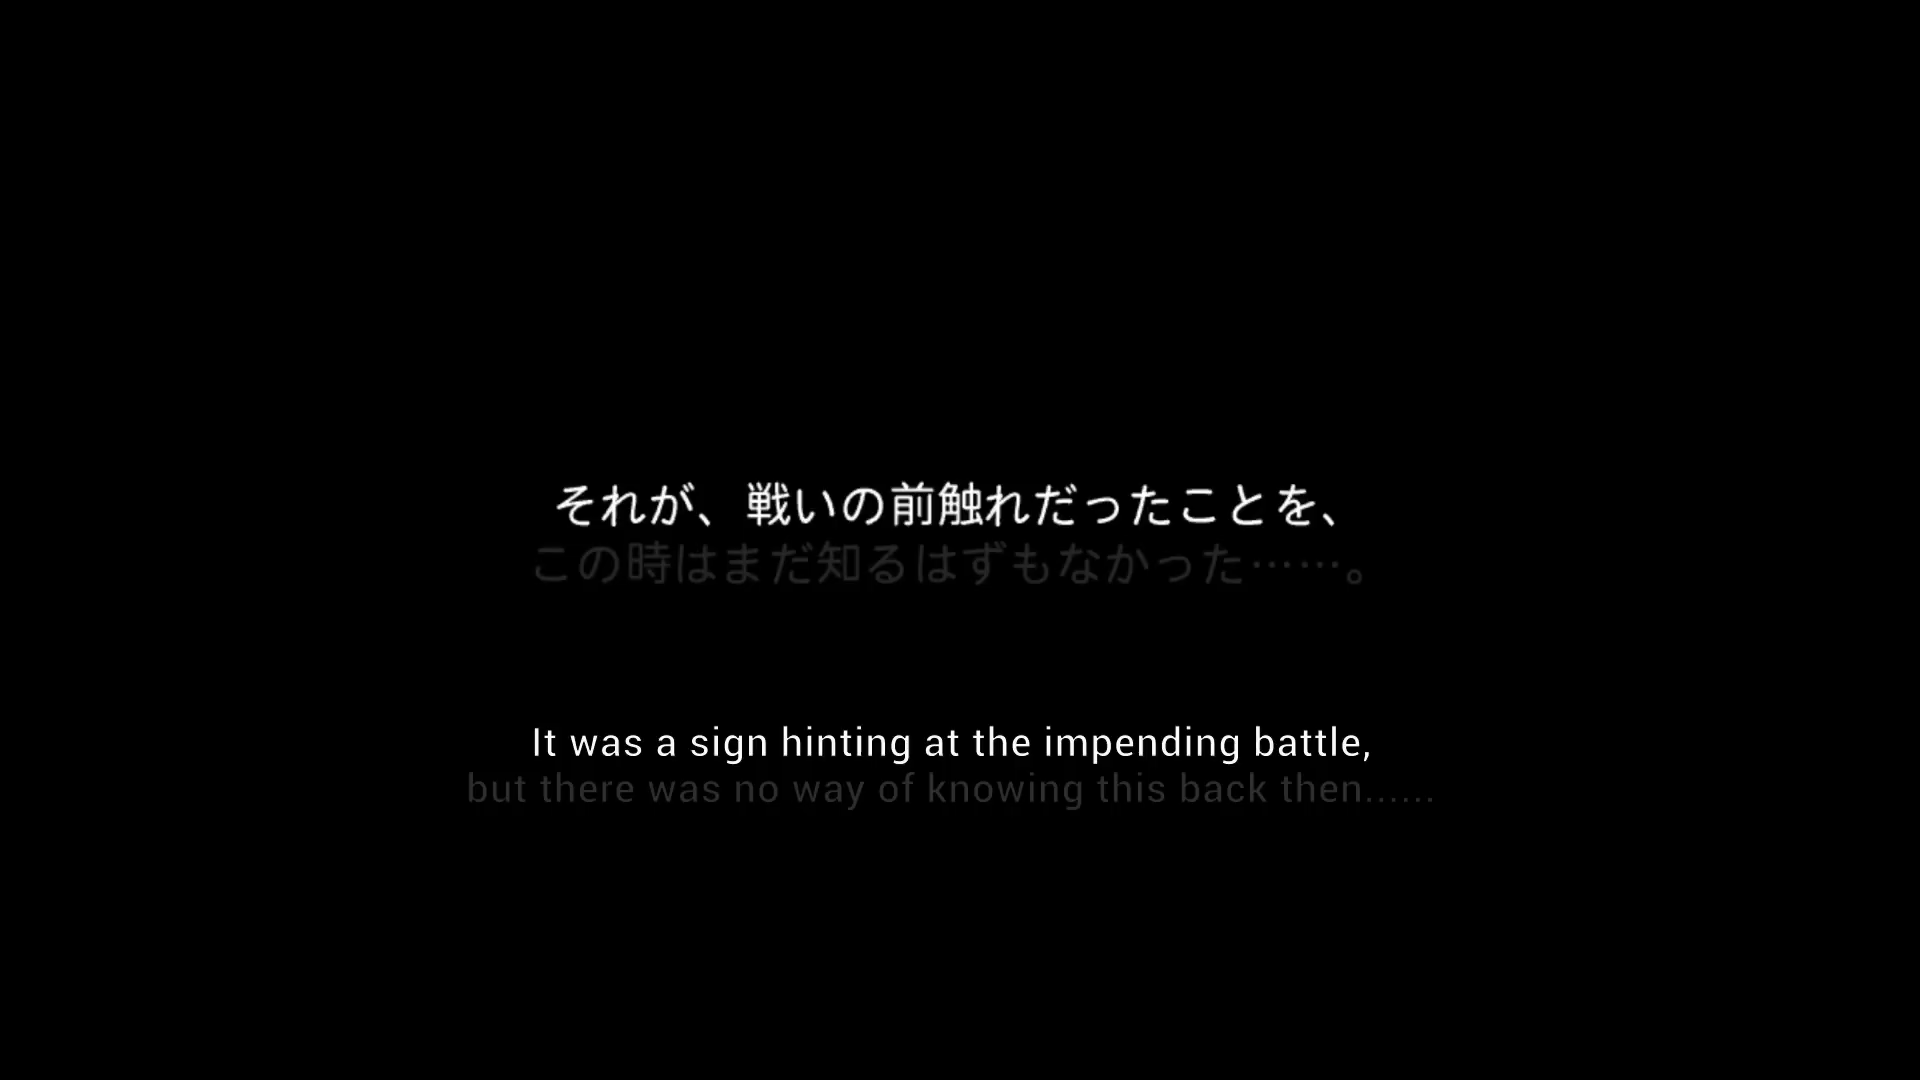 それが、戦いの前触れだったことを、
この時はまだ知るはずもなかった……。
It was a sign hinting at the impending battle,
but there was no way of knowing this back then......